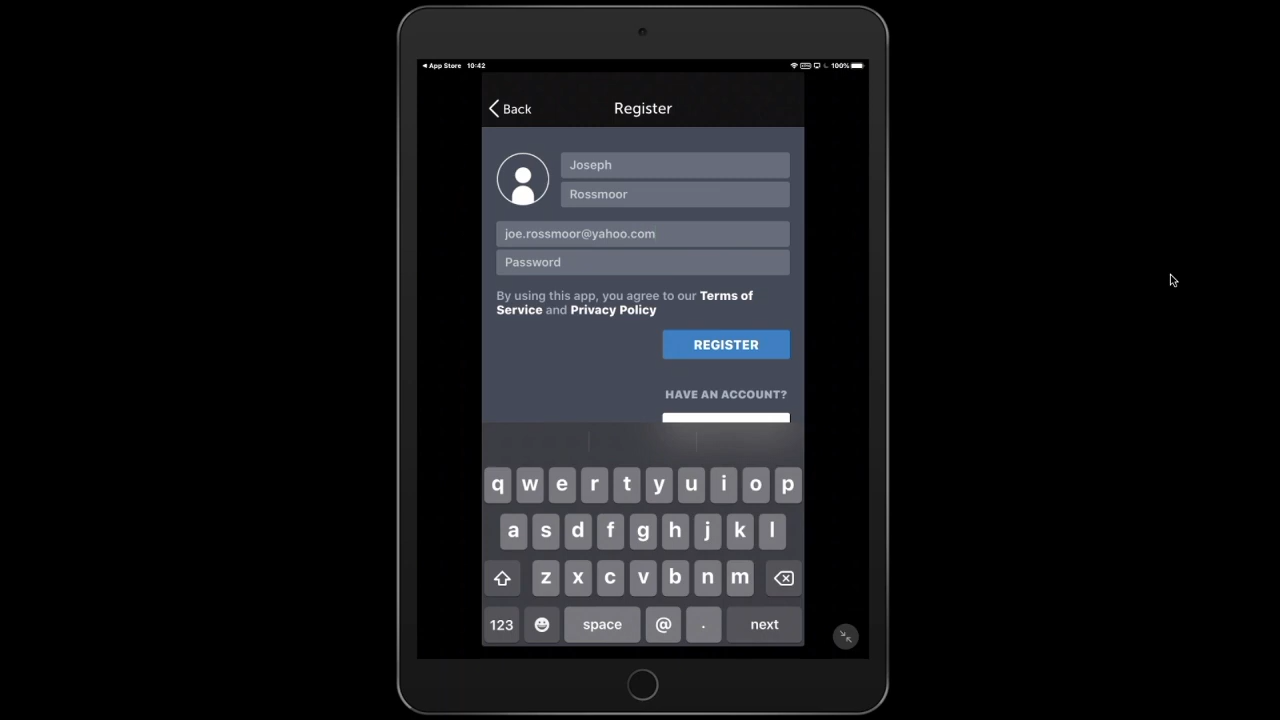 App Store 10:42 100%
Back Register
Joseph
Rossmoor
joe.rossmoor@yahoo.com
Password
By using this app, you agree to our Terms of
Service and Privacy Policy
REGISTER
HAVE AN ACCOUNT?
q w e r t y u i o p
a s d f g h j k l
z x c v b n m
123 space @ . next